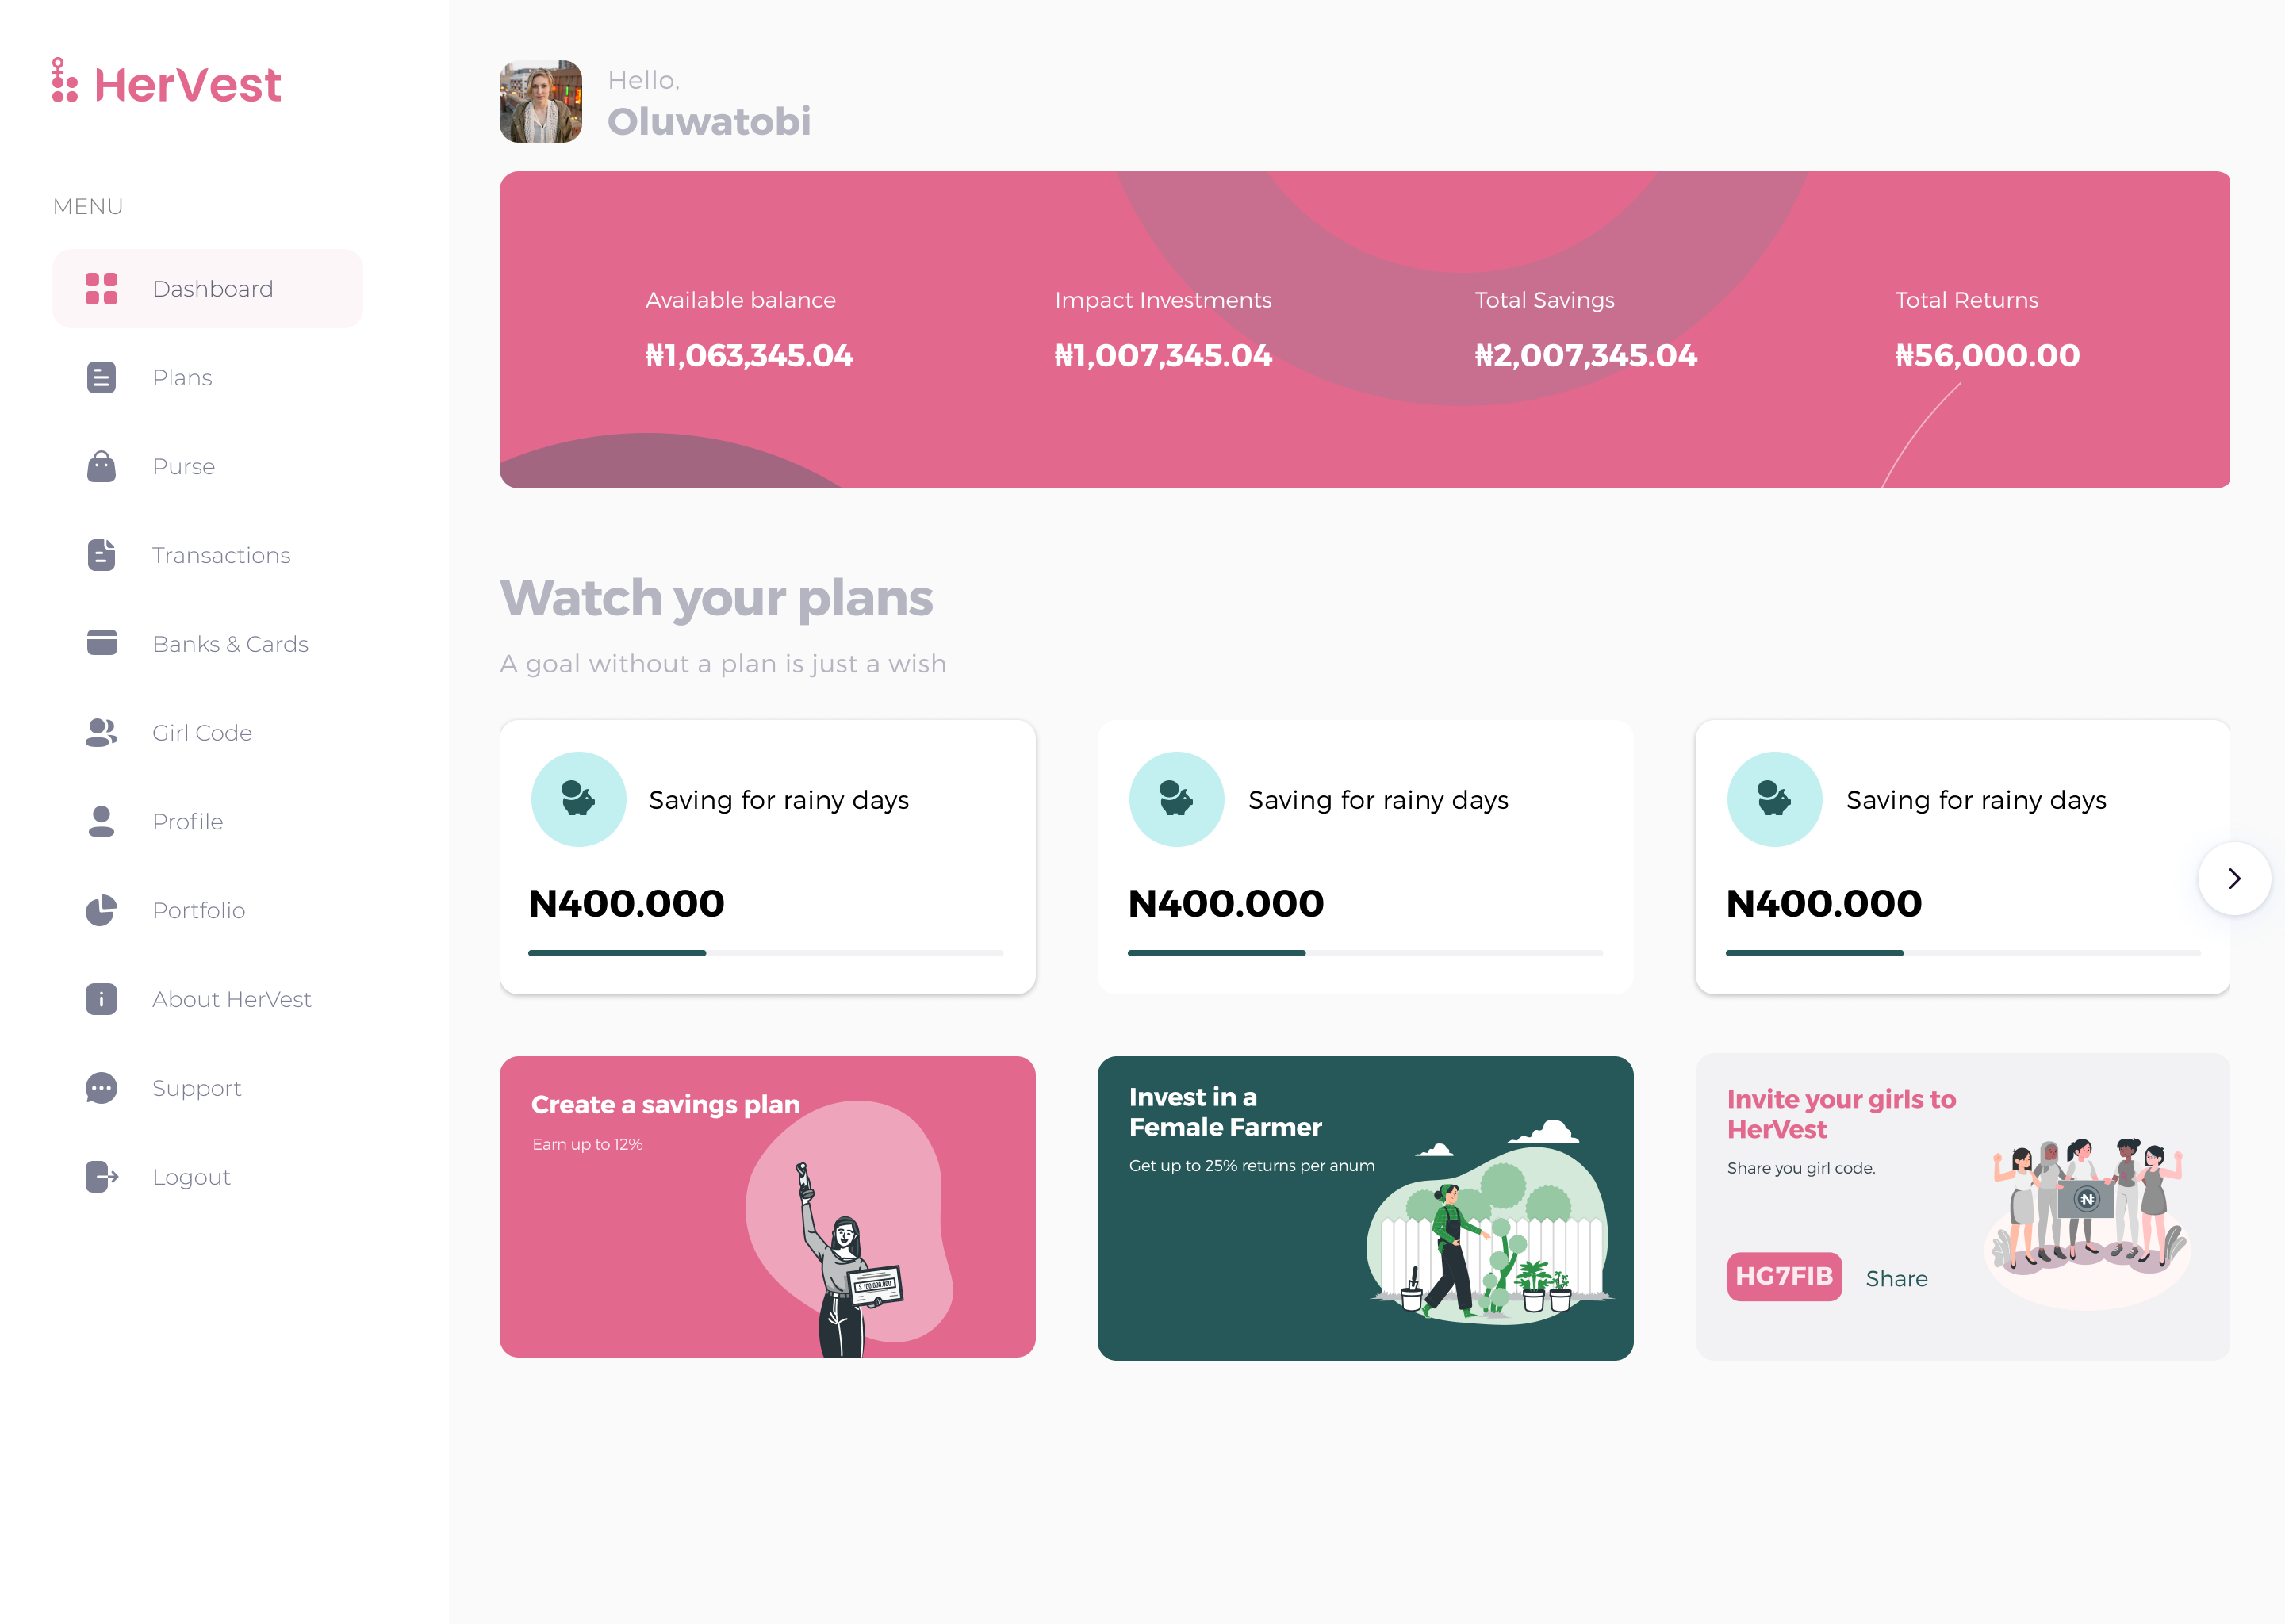 HerVest
MENU
Dashboard
Plans
Purse
Transactions
Banks & Cards
Girl Code
Profile
Portfolio
About HerVest
Support
Logout
Hello,
Oluwatobi
Available balance
₦1,063,345.04
Impact Investments
₦1,007,345.04
Total Savings
₦2,007,345.04
Total Returns
₦56,000.00
Watch your plans
A goal without a plan is just a wish
Saving for rainy days
N400.000
Saving for rainy days
N400.000
Saving for rainy days
N400.000
Create a savings plan
Earn up to 12%
$ 100.000.000
Invest in a
Female Farmer
Get up to 25% returns per anum
Invite your girls to
HerVest
Share you girl code.
₦
HG7FIB
Share